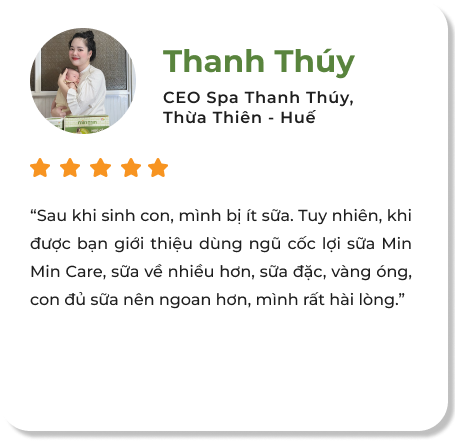 Thanh Thúy
CEO Spa Thanh Thúy,
Thừa Thiên - Huế
“Sau khi sinh con, mình bị ít sữa. Tuy nhiên, khi
được bạn giới thiệu dùng ngũ cốc lợi sữa Min
Min Care, sữa về nhiều hơn, sữa đặc, vàng óng,
con đủ sữa nên ngoan hơn, mình rất hài lòng.”